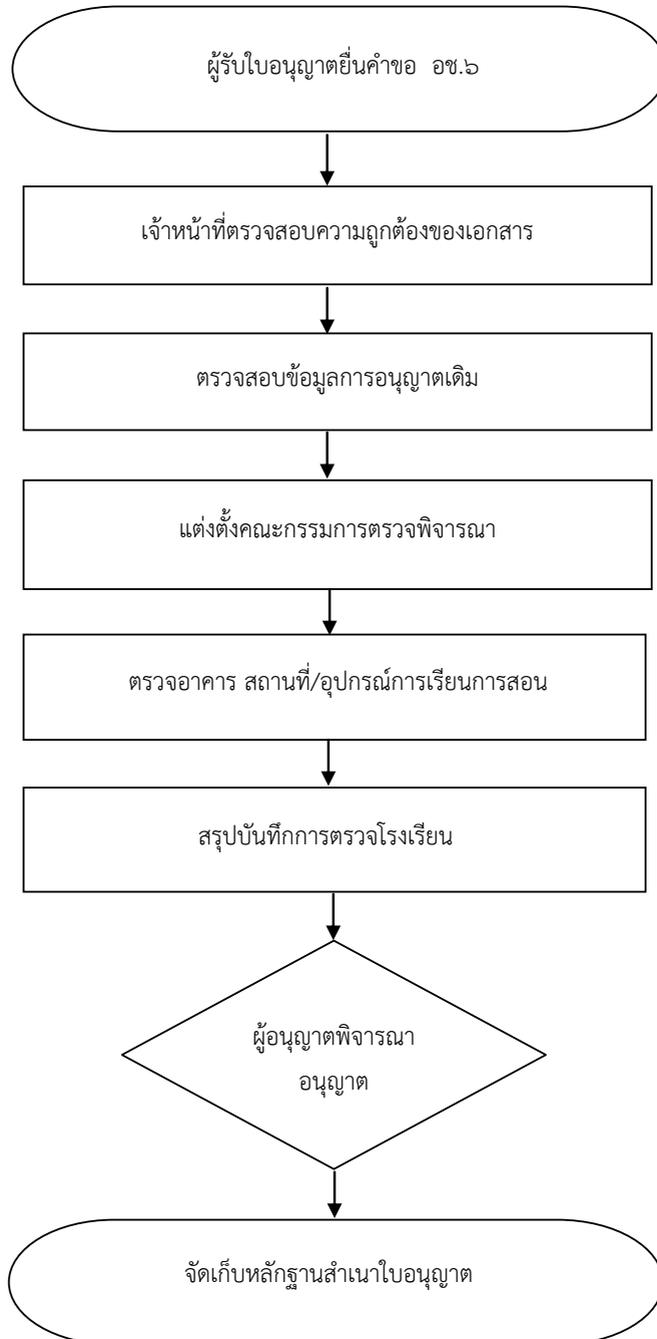 ผู้รับใบอนุญาตยื่นคำขอ อช.๖
เจ้าหน้าที่ตรวจสอบความถูกต้องของเอกสาร
ตรวจสอบข้อมูลการอนุญาตเดิม
แต่งตั้งคณะกรรมการตรวจพิจารณา
ตรวจอาคาร สถานที่/อุปกรณ์การเรียนการสอน
สรุปบันทึกการตรวจโรงเรียน
ผู้อนุญาตพิจารณา
อนุญาต
จัดเก็บหลักฐานสำเนาใบอนุญาต